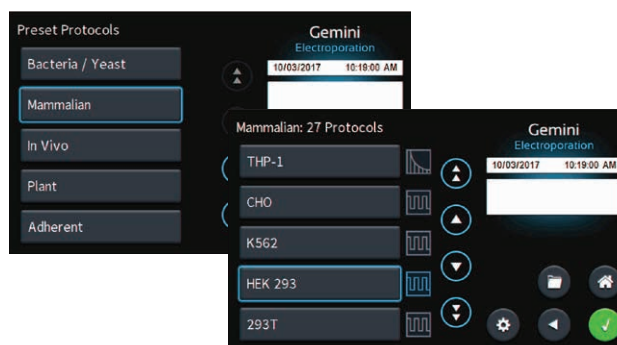 Preset Protocols
Bacteria / Yeast
Mammalian
In Vivo
Plant
Adherent
Gemini
Electroporation
10/03/2017 10:19:00 AM
Mammalian: 27 Protocols
THP-1
CHO
K562
HEK 293
293T
Gemini
Electroporation
10/03/2017 10:19:00 AM